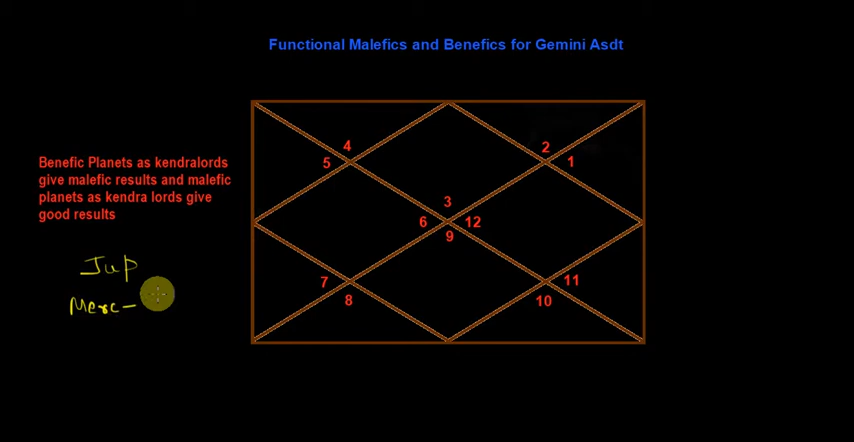 Functional Malefics and Benefics for Gemini Asdt
Benefic Planets as kendralords
give malefic results and malefic
planets as kendra lords give
good results
Jup
Merc-
4
5
2
1
3
6
12
9
7
8
11
10